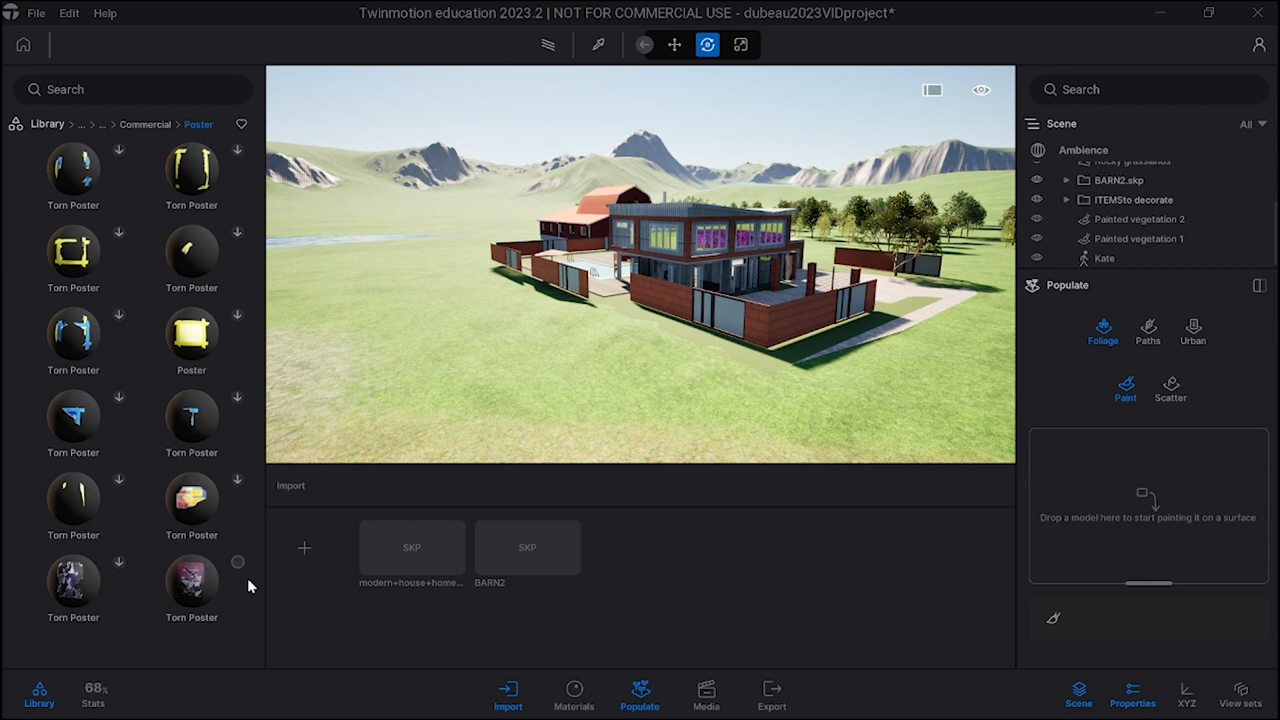 File Edit Help
Twinmotion education 2023.2 | NOT FOR COMMERCIAL USE - dubeau2023VIDproject*
Search
Library > ... > ... > Commercial > Poster
Torn Poster
Torn Poster
Torn Poster
Torn Poster
Torn Poster
Poster
Torn Poster
Torn Poster
Torn Poster
Torn Poster
Torn Poster
Torn Poster
Import
SKP
modern+house+home...
SKP
BARN2
Search
Scene
All
Ambience
Rocky grasslands
BARN2.skp
ITEMSto decorate
Painted vegetation 2
Painted vegetation 1
Kate
Populate
Foliage
Paths
Urban
Paint
Scatter
Drop a model here to start painting it on a surface
Library
68%
Stats
Import
Materials
Populate
Media
Export
Scene
Properties
XYZ
View sets